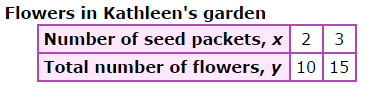 Flowers in Kathleen's garden
Number of seed packets, x 2 3
Total number of flowers, y 10 15